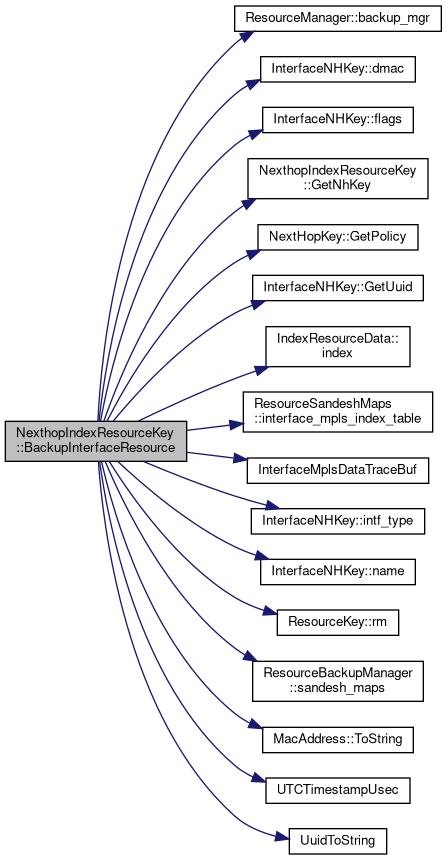 ResourceManager::backup_mgr
InterfaceNHKey::dmac
InterfaceNHKey::flags
NexthopIndexResourceKey
::GetNhKey
NextHopKey::GetPolicy
InterfaceNHKey::GetUuid
IndexResourceData::
index
ResourceSandeshMaps
::interface_mpls_index_table
NexthopIndexResourceKey
::BackupInterfaceResource
InterfaceMplsDataTraceBuf
InterfaceNHKey::intf_type
InterfaceNHKey::name
ResourceKey::rm
ResourceBackupManager
::sandesh_maps
MacAddress::ToString
UTCTimestampUsec
UuidToString